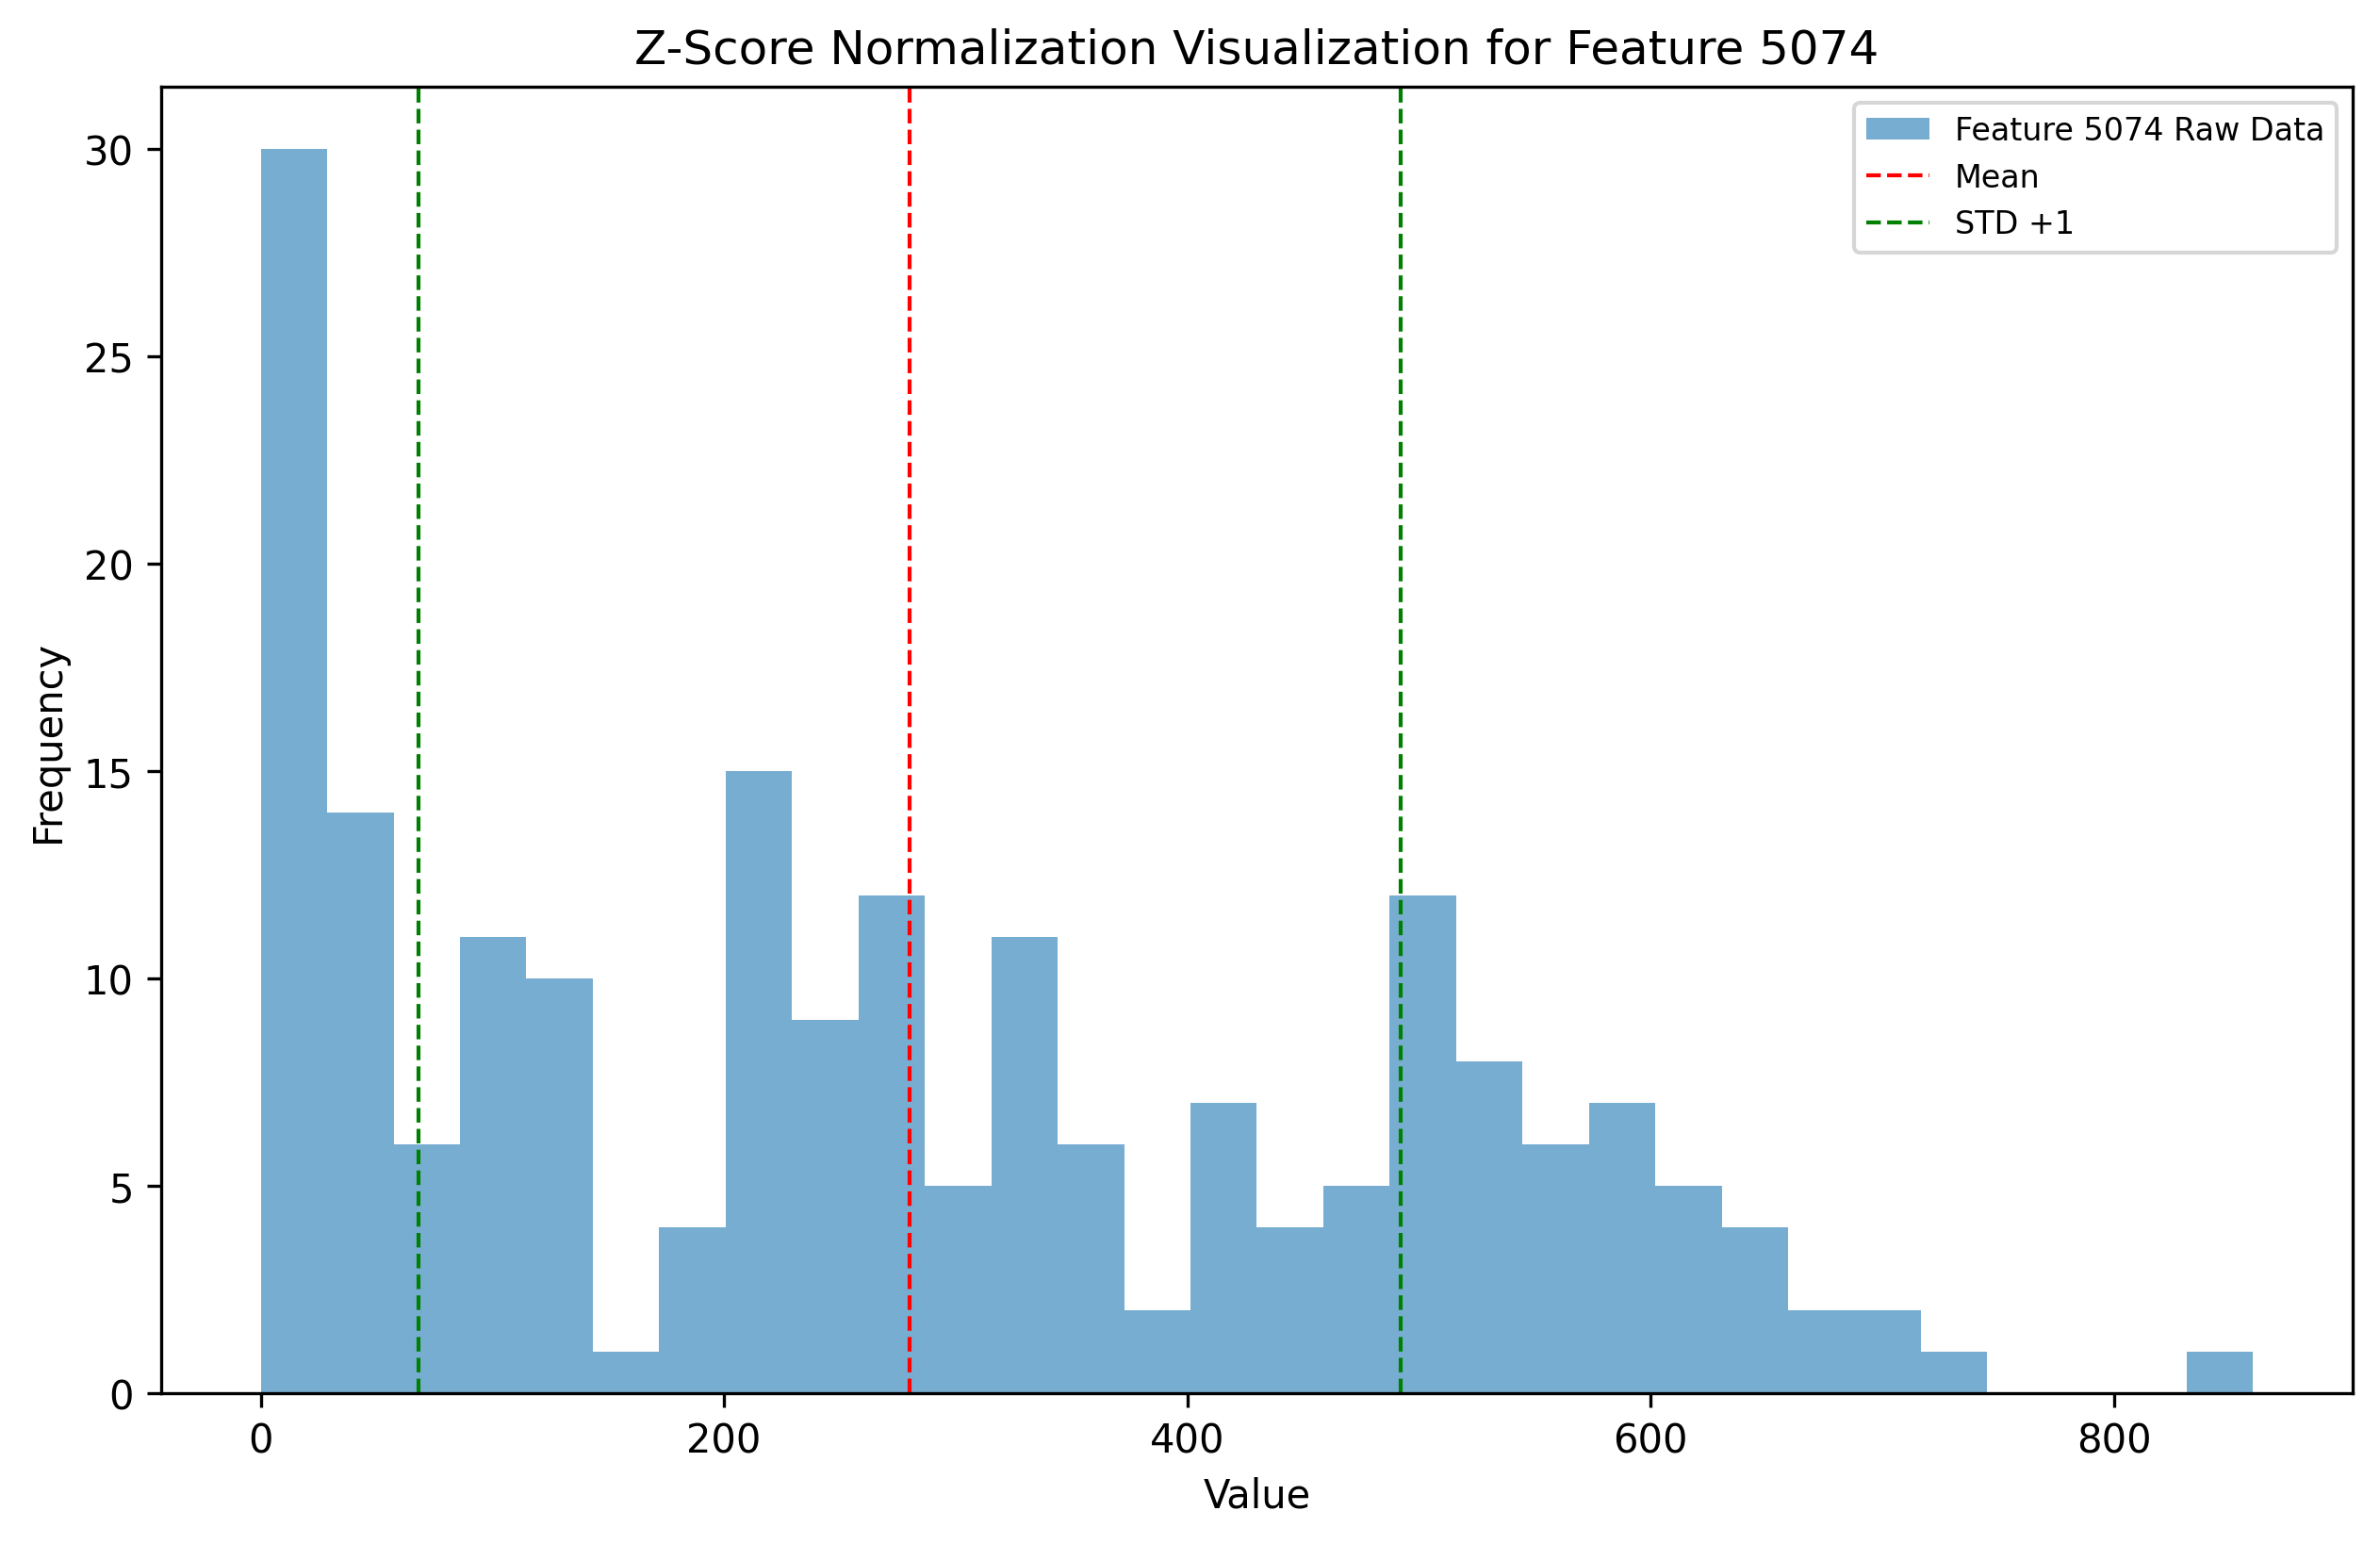 Z-Score Normalization Visualization for Feature 5074
Feature 5074 Raw Data
Mean
STD +1
30
25
20
15
10
5
0
Frequency
0 200 400 600 800
Value